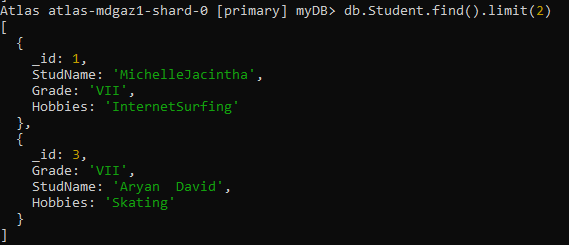 Atlas atlas-mdgaz1-shard-0 [primary] myDB> db.Student.find().limit(2)
[
  {
    _id: 1,
    StudName: 'MichelleJacintha',
    Grade: 'VII',
    Hobbies: 'InternetSurfing'
  },
  {
    _id: 3,
    Grade: 'VII',
    StudName: 'Aryan  David',
    Hobbies: 'Skating'
  }
]